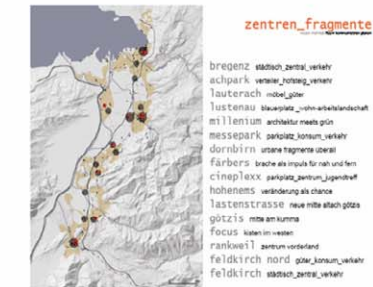 zentren_fragmente
bregenz städtisch_zentral_verkehr
achpark verteiler_hofsteig_verkehr
lauterach möbel_güter
lustenau blauerplatz_wohn-arbeitslandschaft
millenium architektur meets grün
messepark parkplatz_konsum_verkehr
dornbirn urbane fragmente überall
färbers brache als impuls für nah und fern
cineplexx parkplatz_zentrum_jugendtreff
hohenems veränderung als chance
lastenstrasse neue mitte altach götzis
götzis mitte am kumma
focus kisten im westen
rankweil zentrum vorderland
feldkirch nord güter_konsum_verkehr
feldkirch städtisch_zentral_verkehr